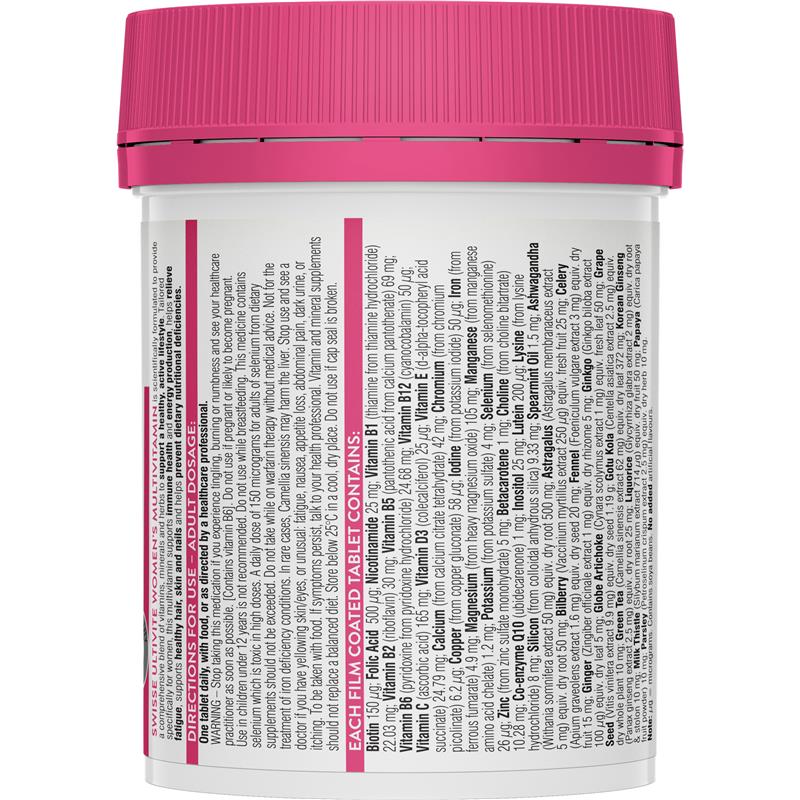 SWISSE ULTIVITE WOMEN'S MULTIVITAMIN is scientifically formulated to provide
a comprehensive blend of vitamins, minerals and herbs to support a healthy, active lifestyle. Tailored
specifically for women, this multivitamin supports immune health and energy production, helps relieve
fatigue, supports healthy hair, skin and nails and helps prevent dietary nutritional deficiencies.
DIRECTIONS FOR USE – ADULT DOSAGE:
One tablet daily, with food, or as directed by a healthcare professional.
WARNING – Stop taking this medication if you experience tingling, burning or numbness and see your healthcare
practitioner as soon as possible. [Contains vitamin B6]. Do not use if pregnant or likely to become pregnant.
Use in children under 12 years is not recommended. Do not use while breastfeeding. This medicine contains
selenium which is toxic in high doses. A daily dose of 150 micrograms for adults of selenium from dietary
supplements should not be exceeded. Do not take while on warfarin therapy without medical advice. Not for the
treatment of iron deficiency conditions. In rare cases, Camellia sinensis may harm the liver. Stop use and see a
doctor if you have yellowing skin/eyes, or unusual: fatigue, nausea, appetite loss, abdominal pain, dark urine, or
itching. To be taken with food. If symptoms persist, talk to your health professional. Vitamin and mineral supplements
should not replace a balanced diet. Store below 25°C in a cool, dry place. Do not use if cap seal is broken.
EACH FILM COATED TABLET CONTAINS:
Biotin 150 µg; Folic Acid 500 µg; Nicotinamide 25 mg; Vitamin B1 (thiamine from thiamine hydrochloride)
22.03 mg; Vitamin B2 (riboflavin) 30 mg; Vitamin B5 (pantothenic acid from calcium pantothenate) 69 mg;
Vitamin B6 (pyridoxine from pyridoxine hydrochloride) 24.68 mg; Vitamin B12 (cyanocobalamin) 50 µg;
Vitamin C (ascorbic acid) 165 mg; Vitamin D3 (colecalciferol) 25 µg; Vitamin E (d-alpha-tocopheryl acid
succinate) 24.79 mg; Calcium (from calcium citrate tetrahydrate) 42 mg; Chromium (from chromium
picolinate) 6.2 µg; Copper (from copper gluconate) 58 µg; Iodine (from potassium iodide) 50 µg; Iron (from
ferrous fumarate) 4.9 mg; Magnesium (from heavy magnesium oxide) 105 mg; Manganese (from manganese
amino acid chelate) 1.2 mg; Potassium (from potassium sulfate) 4 mg; Selenium (from selenomethionine)
26 µg; Zinc (from zinc sulfate monohydrate) 5 mg; Betacarotene 1 mg; Choline (from choline bitartrate)
10.26 mg; Co-enzyme Q10 (ubidecarenone) 1 mg; Inositol 25 mg; Lutein 200 µg; Lysine (from lysine
hydrochloride) 8 mg; Silicon (from colloidal anhydrous silica) 9.33 mg; Spearmint Oil 1.5 mg; Ashwagandha
(Withania somnifera extract 50 mg) equiv. dry root 500 mg; Astragalus (Astragalus membranaceus extract
5 mg) equiv. dry root 50 mg; Bilberry (Vaccinium myrtillus extract 250 µg) equiv. fresh fruit 25 mg; Celery
(Apium graveolens extract 1.6 mg) equiv. dry seed 20 mg; Fennel (Foeniculum vulgare extract 3 mg) equiv. dry
fruit 15 mg; Ginger (Zingiber officinale extract 1 mg) equiv. dry rhizome 5 mg, Ginkgo (Ginkgo biloba extract
100 µg) equiv. dry leaf 5 mg; Globe Artichoke (Cynara scolymus extract 1 mg) equiv. fresh leaf 50 mg; Grape
Seed (Vitis vinifera extract 9.9 mg) equiv. dry seed 1.19 g; Gotu Kola (Centella asiatica extract 2.5 mg) equiv.
dry whole plant 10 mg; Green Tea (Camellia sinensis extract 62 mg) equiv. dry leaf 372 mg; Korean Ginseng
(Panax ginseng extract 2.5 mg) equiv. dry root 25 mg; Liquorice (Glycyrrhiza glabra extract 2 mg) equiv. dry root
& stolon 10 mg; Milk Thistle (Silybum marianum extract 714 µg) equiv. dry fruit 50 mg; Papaya (Carica papaya
fruit powder) 10 mg; Parsley (Petroselinum crispum extract 2.5 mg) equiv. dry herb 10 mg.
Note: µg – micrograms. Contains soya beans. No added artificial flavours.